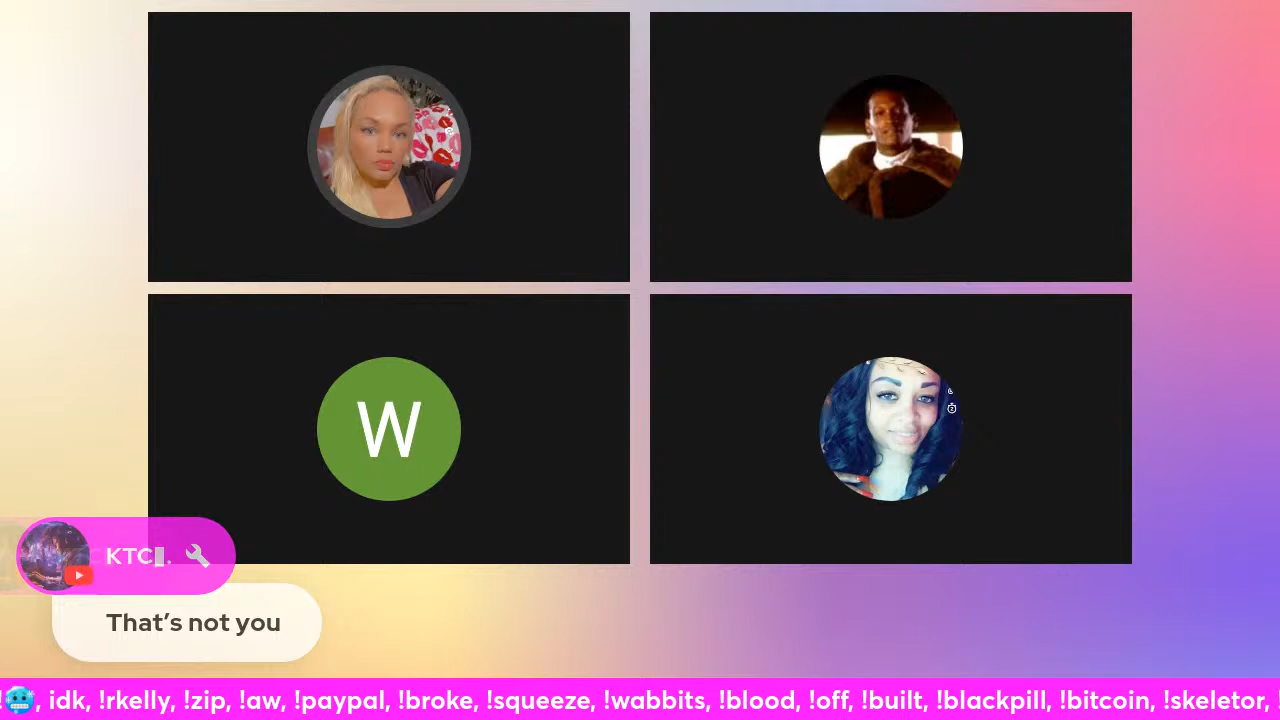 W
KTC
That’s not you
!🥶, idk, !rkelly, !zip, !aw, !paypal, !broke, !squeeze, !wabbits, !blood, !off, !built, !blackpill, !bitcoin, !skeletor,